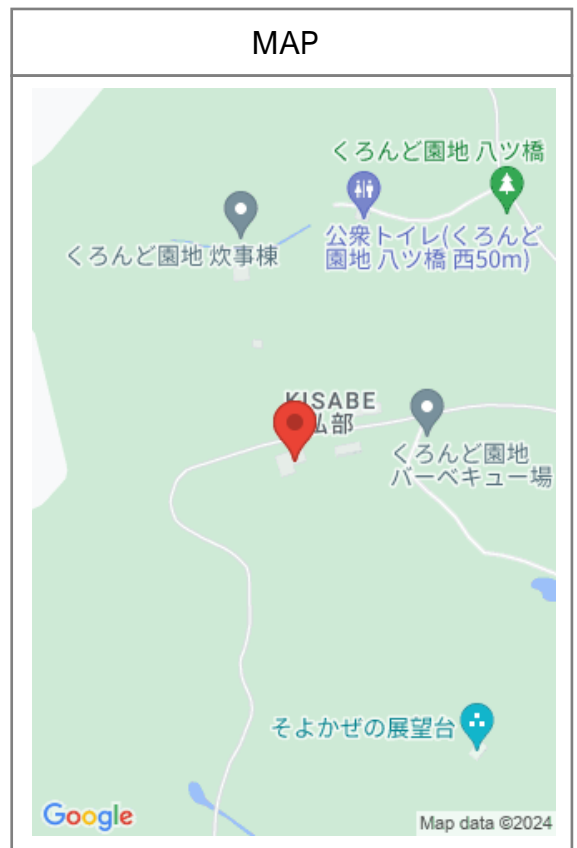 MAP
くろんど園地 八ツ橋
公衆トイレ(くろんど
園地 八ツ橋 西50m)
くろんど園地 炊事棟
KISABE
部
くろんど園地
バーベキュー場
そよかぜの展望台
Google
Map data ©2024